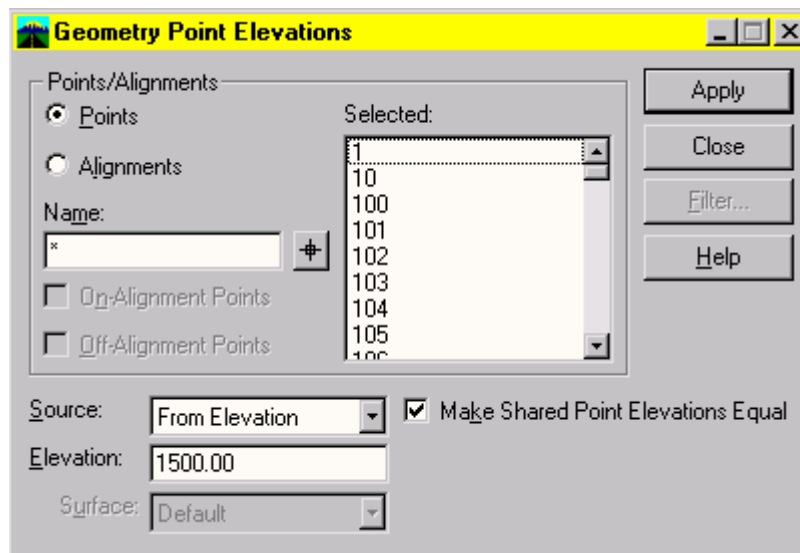 Geometry Point Elevations
Points/Alignments
Points
Alignments
Name:
*
On-Alignment Points
Off-Alignment Points
Selected:
1
10
100
101
102
103
104
105
106
Apply
Close
Filter...
Help
Source:
From Elevation
Make Shared Point Elevations Equal
Elevation:
1500.00
Surface:
Default